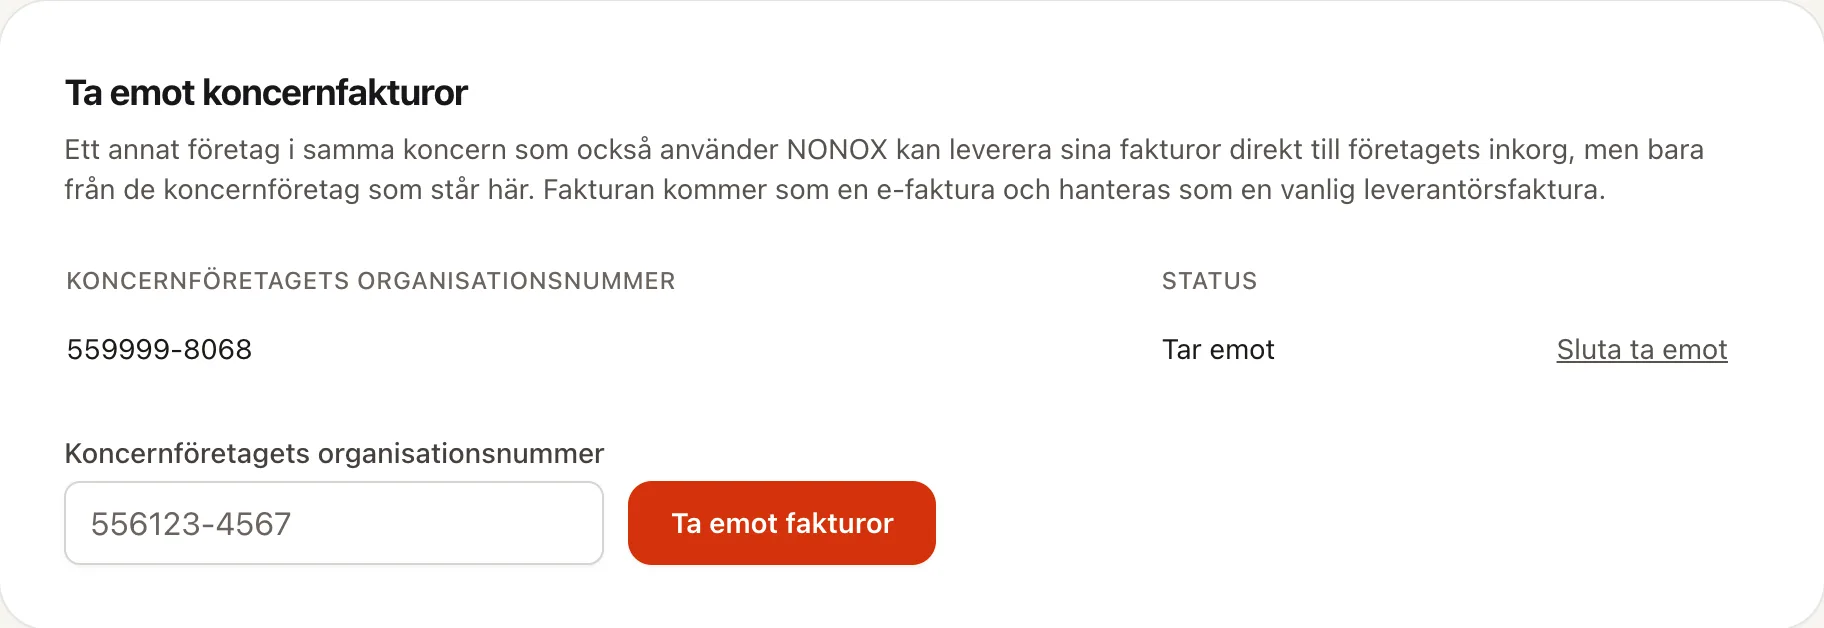 Ta emot koncernfakturor
Ett annat företag i samma koncern som också använder NONOX kan leverera sina fakturor direkt till företagets inkorg, men bara
från de koncernföretag som står här. Fakturan kommer som en e-faktura och hanteras som en vanlig leverantörsfaktura.
KONCERNFÖRETAGETS ORGANISATIONSNUMMER STATUS
559999-8068 Tar emot Sluta ta emot
Koncernföretagets organisationsnummer
556123-4567 Ta emot fakturor